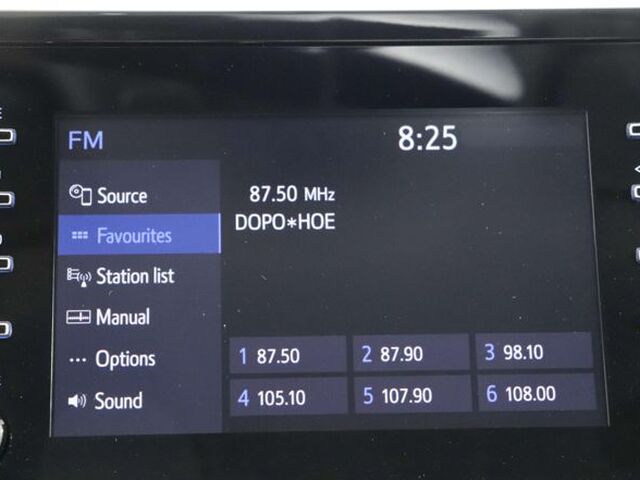 FM 8:25
Source
87.50 MHz
Favourites
DOPO*HOE
Station list
Manual
Options
Sound
1 87.50 2 87.90 3 98.10
4 105.10 5 107.90 6 108.00